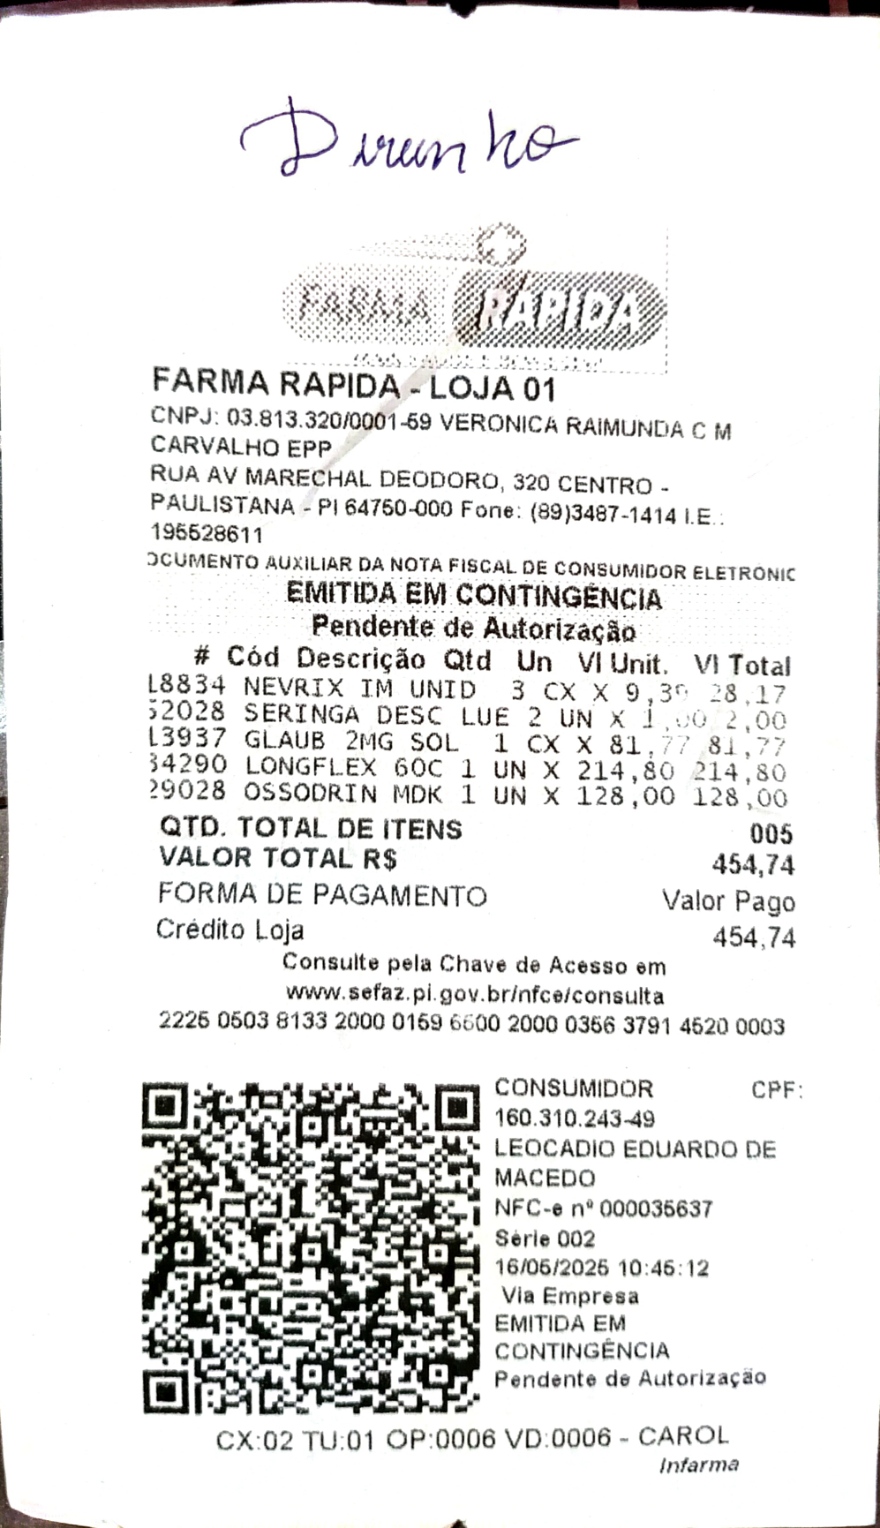 FARMA RAPIDA
FARMA RAPIDA - LOJA 01
CNPJ: 03.813.320/0001-59 VERONICA RAIMUNDA C M
CARVALHO EPP
RUA AV MARECHAL DEODORO, 320 CENTRO -
PAULISTANA - PI 64750-000 Fone: (89)3487-1414 I.E.:
195528611
OCUMENTO AUXILIAR DA NOTA FISCAL DE CONSUMIDOR ELETRONIC
EMITIDA EM CONTINGÊNCIA
Pendente de Autorização
# Cód Descrição Qtd Un Vl Unit. Vl Total
18834 NEVRIX IM UNID 3 CX X 9,39 28,17
52028 SERINGA DESC LUE 2 UN X 1,00 2,00
13937 GLAUB 2MG SOL 1 CX X 81,77 81,77
34290 LONGFLEX 60C 1 UN X 214,80 214,80
29028 OSSODRIN MDK 1 UN X 128,00 128,00
QTD. TOTAL DE ITENS 005
VALOR TOTAL R$ 454,74
FORMA DE PAGAMENTO Valor Pago
Crédito Loja 454,74
Consulte pela Chave de Acesso em
www.sefaz.pi.gov.br/nfce/consulta
2225 0503 8133 2000 0159 6500 2000 0356 3791 4520 0003
CONSUMIDOR CPF:
160.310.243-49
LEOCADIO EDUARDO DE
MACEDO
NFC-e nº 000035637
Série 002
16/05/2025 10:45:12
Via Empresa
EMITIDA EM
CONTINGÊNCIA
Pendente de Autorização
CX:02 TU:01 OP:0006 VD:0006 - CAROL
Infarma